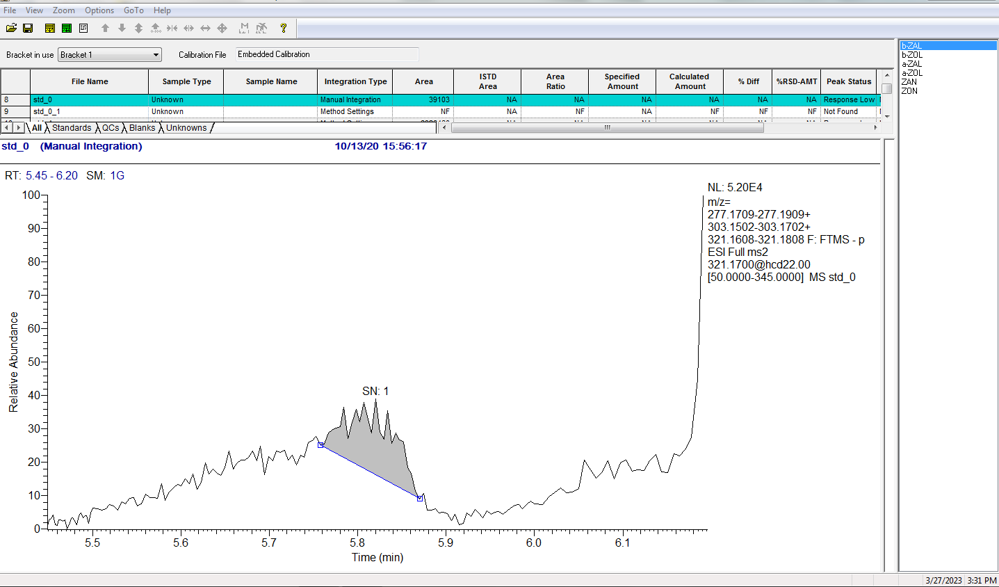 File View Zoom Options GoTo Help
Bracket in use Bracket 1 Calibration File Embedded Calibration
File Name Sample Type Sample Name Integration Type Area ISTD Area Area Ratio Specified Amount Calculated Amount % Diff %RSD-AMT Peak Status
8 std_0 Unknown Manual Integration 39103 NA NA NA NA NA NA Response Low
9 std_0_1 Unknown Method Settings NF NA NF NA NF NF NF Not Found
All Standards QCs Blanks Unknowns
std_0 (Manual Integration) 10/13/20 15:56:17
RT: 5.45 - 6.20 SM: 1G
NL: 5.20E4
m/z=
277.1709-277.1909+
303.1502-303.1702+
321.1608-321.1808 F: FTMS - p
ESI Full ms2
321.1700@hcd22.00
[50.0000-345.0000] MS std_0
100
90
80
70
60
50
40
30
20
10
0
Relative Abundance
SN: 1
5.5 5.6 5.7 5.8 5.9 6.0 6.1
Time (min)
b-ZAL
b-ZOL
a-ZAL
a-ZOL
ZAN
ZON
3/27/2023 3:31 PM